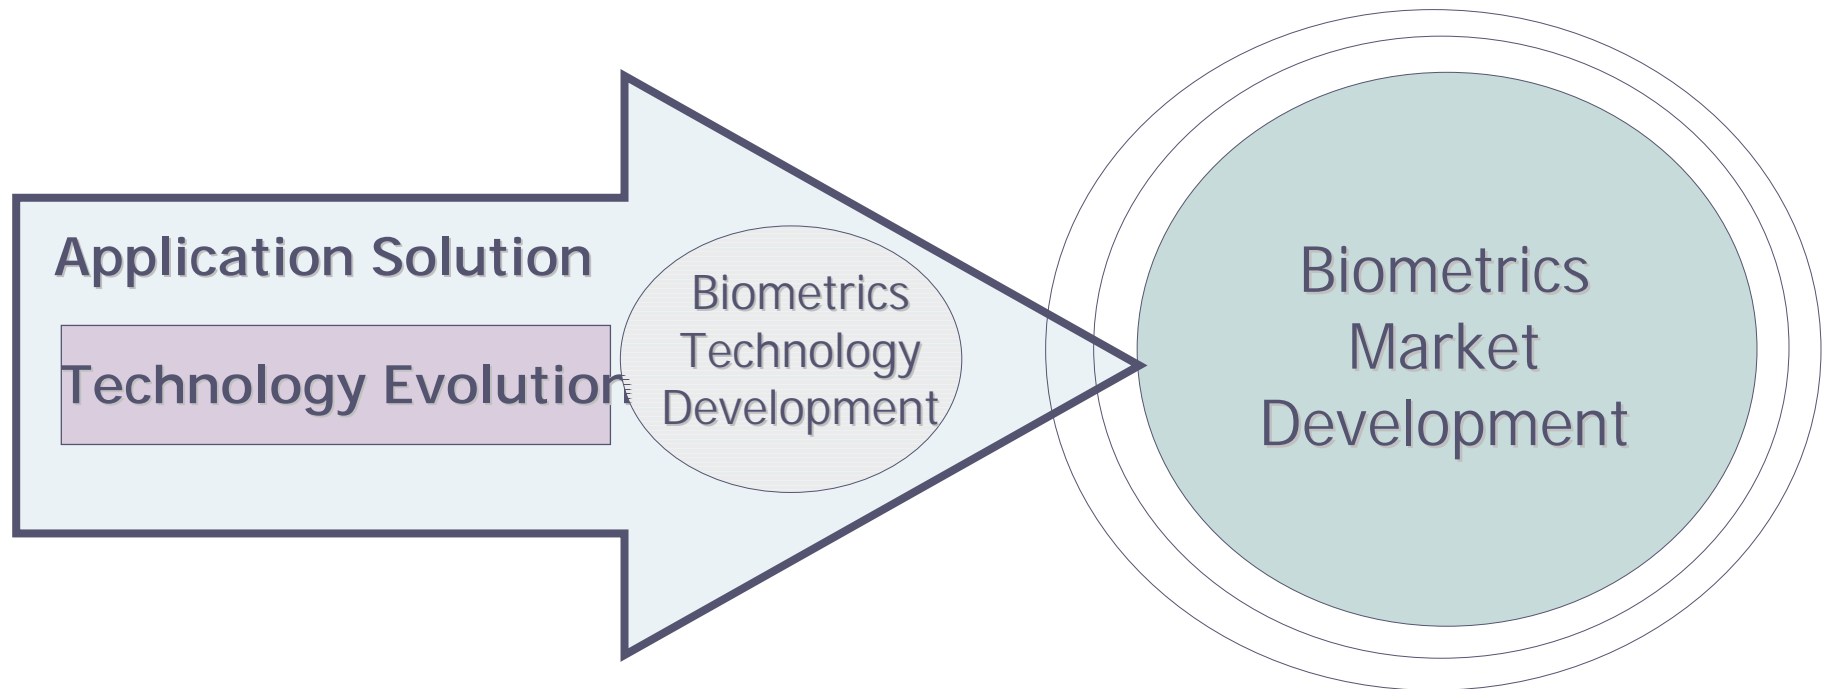 Application Solution
Technology Evolution
Biometrics
Technology
Development
Biometrics
Market
Development